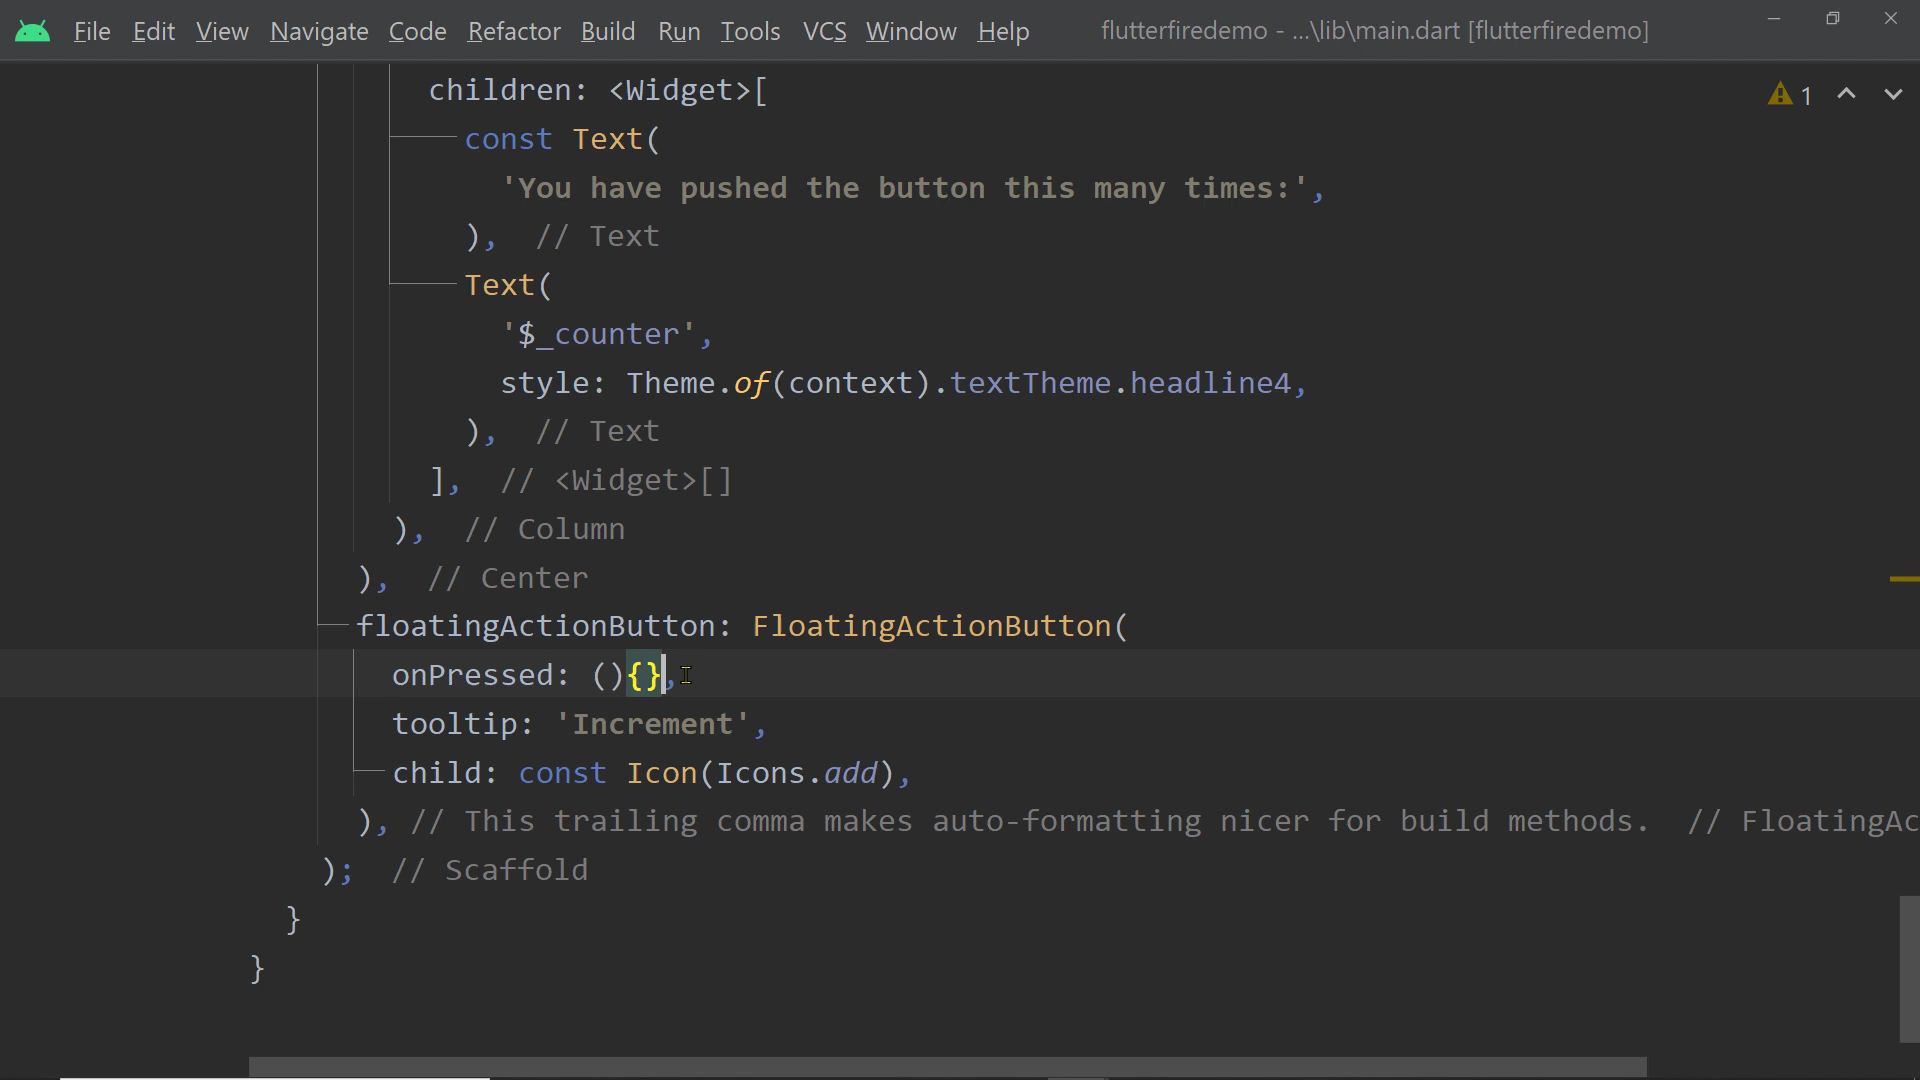 File Edit View Navigate Code Refactor Build Run Tools VCS Window Help flutterfiredemo - ...\lib\main.dart [flutterfiredemo]
children: <Widget>[
1
const Text(
'You have pushed the button this many times:',
), // Text
Text(
'$_counter',
style: Theme.of(context).textTheme.headline4,
), // Text
], // <Widget>[]
), // Column
), // Center
floatingActionButton: FloatingActionButton(
onPressed: (){},
tooltip: 'Increment',
child: const Icon(Icons.add),
), // This trailing comma makes auto-formatting nicer for build methods. // FloatingAc
); // Scaffold
}
}